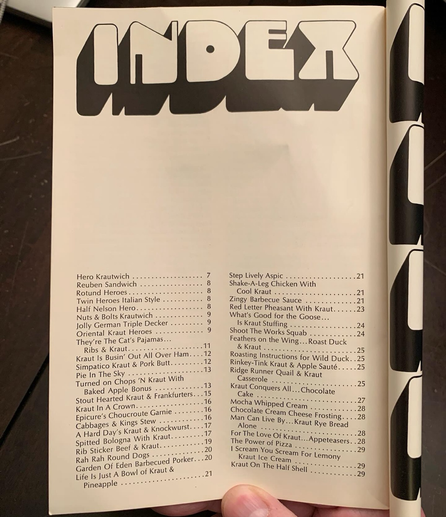 INDEX
Hero Krautwich . . . . . . . . . . . . . . . . . . . . 7
Reuben Sandwich . . . . . . . . . . . . . . . . . . 8
Rotund Heroes . . . . . . . . . . . . . . . . . . . . 8
Twin Heroes Italian Style . . . . . . . . . . . . 8
Half Nelson Hero . . . . . . . . . . . . . . . . . . 8
Nuts & Bolts Krautwich . . . . . . . . . . . . . 9
Jolly German Triple Decker . . . . . . . . . . 9
Oriental Kraut Heroes . . . . . . . . . . . . . . 9
They're The Cat's Pajamas...
Ribs & Kraut . . . . . . . . . . . . . . . . . . . 11
Kraut Is Busin' Out All Over Ham . . . . 12
Simpatico Kraut & Pork Butt . . . . . . . . 12
Pie In The Sky . . . . . . . . . . . . . . . . . . . 13
Turned on Chops 'N Kraut With
Baked Apple Bonus . . . . . . . . . . . . . 13
Stout Hearted Kraut & Frankfurters . . . 15
Kraut In A Crown . . . . . . . . . . . . . . . . 16
Epicure's Choucroute Garnie . . . . . . . . 16
Cabbages & Kings Stew . . . . . . . . . . . . 16
A Hard Day's Kraut & Knockwurst . . . . 17
Spitted Bologna With Kraut . . . . . . . . . 17
Rib Sticker Beef & Kraut . . . . . . . . . . . 19
Rah Rah Round Dogs . . . . . . . . . . . . . 20
Garden Of Eden Barbecued Porker . . . 20
Life Is Just A Bowl of Kraut &
Pineapple . . . . . . . . . . . . . . . . . . . . 21
Step Lively Aspic . . . . . . . . . . . . . . . . . 21
Shake-A-Leg Chicken With
Cool Kraut . . . . . . . . . . . . . . . . . . . 21
Zingy Barbecue Sauce . . . . . . . . . . . . . 21
Red Letter Pheasant With Kraut . . . . . . 23
What's Good for the Goose...
Is Kraut Stuffing . . . . . . . . . . . . . . . 24
Shoot The Works Squab . . . . . . . . . . . 24
Feathers on the Wing...Roast Duck
& Kraut . . . . . . . . . . . . . . . . . . . . . 25
Roasting Instructions for Wild Duck . . 25
Rinkey-Tink Kraut & Apple Sauté . . . . 25
Ridge Runner Quail & Kraut
Casserole . . . . . . . . . . . . . . . . . . . . 25
Kraut Conquers All...Chocolate
Cake . . . . . . . . . . . . . . . . . . . . . . . 27
Mocha Whipped Cream . . . . . . . . . . . 28
Chocolate Cream Cheese Frosting . . . . 28
Man Can Live By...Kraut Rye Bread
Alone . . . . . . . . . . . . . . . . . . . . . . 28
For The Love Of Kraut...Appeteasers . . 28
The Power of Pizza . . . . . . . . . . . . . . . 29
I Scream You Scream For Lemony
Kraut Ice Cream . . . . . . . . . . . . . . . 29
Kraut On The Half Shell . . . . . . . . . . . 29